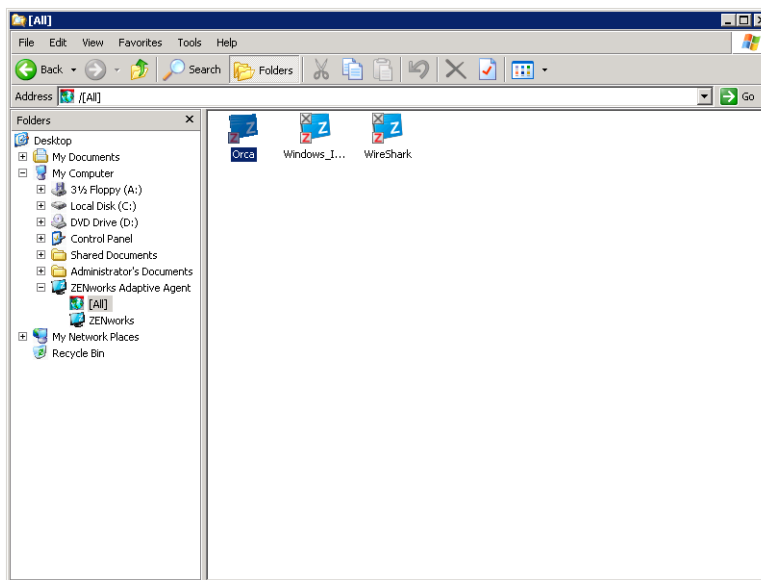 [All]
File Edit View Favorites Tools Help
Back Search Folders
Address /[All] Go
Folders
Desktop
My Documents
My Computer
3½ Floppy (A:)
Local Disk (C:)
DVD Drive (D:)
Control Panel
Shared Documents
Administrator's Documents
ZENworks Adaptive Agent
[All]
ZENworks
My Network Places
Recycle Bin
Orca Windows_I... WireShark